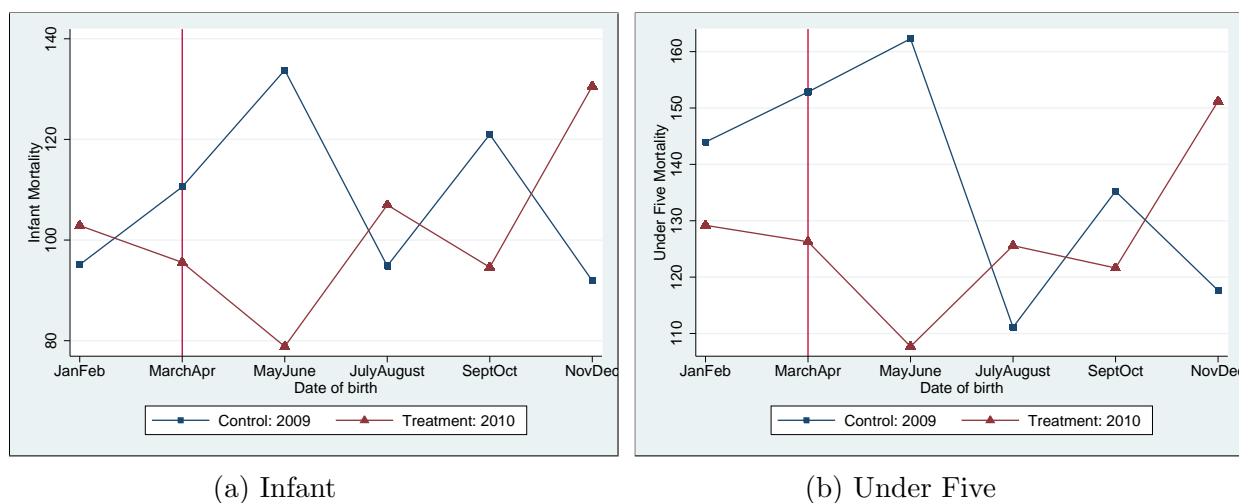 Infant Mortality
140
120
100
80
JanFeb MarchApr MayJune JulyAugust SeptOct NovDec
Date of birth
Control: 2009 Treatment: 2010
(a) Infant
Under Five Mortality
160
150
140
130
120
110
JanFeb MarchApr MayJune JulyAugust SeptOct NovDec
Date of birth
Control: 2009 Treatment: 2010
(b) Under Five